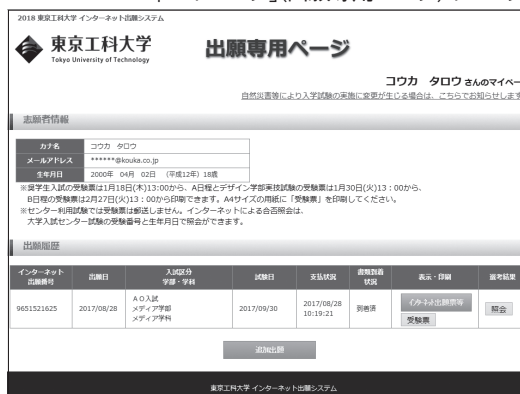 2018 東京工科大学 インターネット出願システム
東京工科大学
Tokyo University of Technology
出願専用ページ
コウカ タロウ さんのマイペー
自然災害等により入学試験の実施に変更が生じる場合は、こちらでお知らせします
志願者情報
カナ名 コウカ タロウ
メールアドレス ******@kouka.co.jp
生年月日 2000年 04月 02日 (平成12年) 18歳
※奨学生入試の受験票は1月18日(木)13:00から、A日程とデザイン学部実技試験の受験票は1月30日(火)13:00から、
B日程の受験票は2月27日(火)13:00から印刷できます。A4サイズの用紙に「受験票」を印刷してください。
※センター利用試験では受験票は郵送しません。インターネットによる合否照会は、
大学入試センター試験の受験番号と生年月日で照会ができます。
出願履歴
インターネット出願番号 出願日 入試区分 学部・学科 試験日 支払状況 書類到着状況 表示・印刷 選考結果
9651521625 2017/08/28 AO入試 2017/09/30 2017/08/28 到着済 インターネット出願票等 照会
メディア学部 10:19:21 受験票
メディア学科
追加出願
東京工科大学 インターネット出願システム